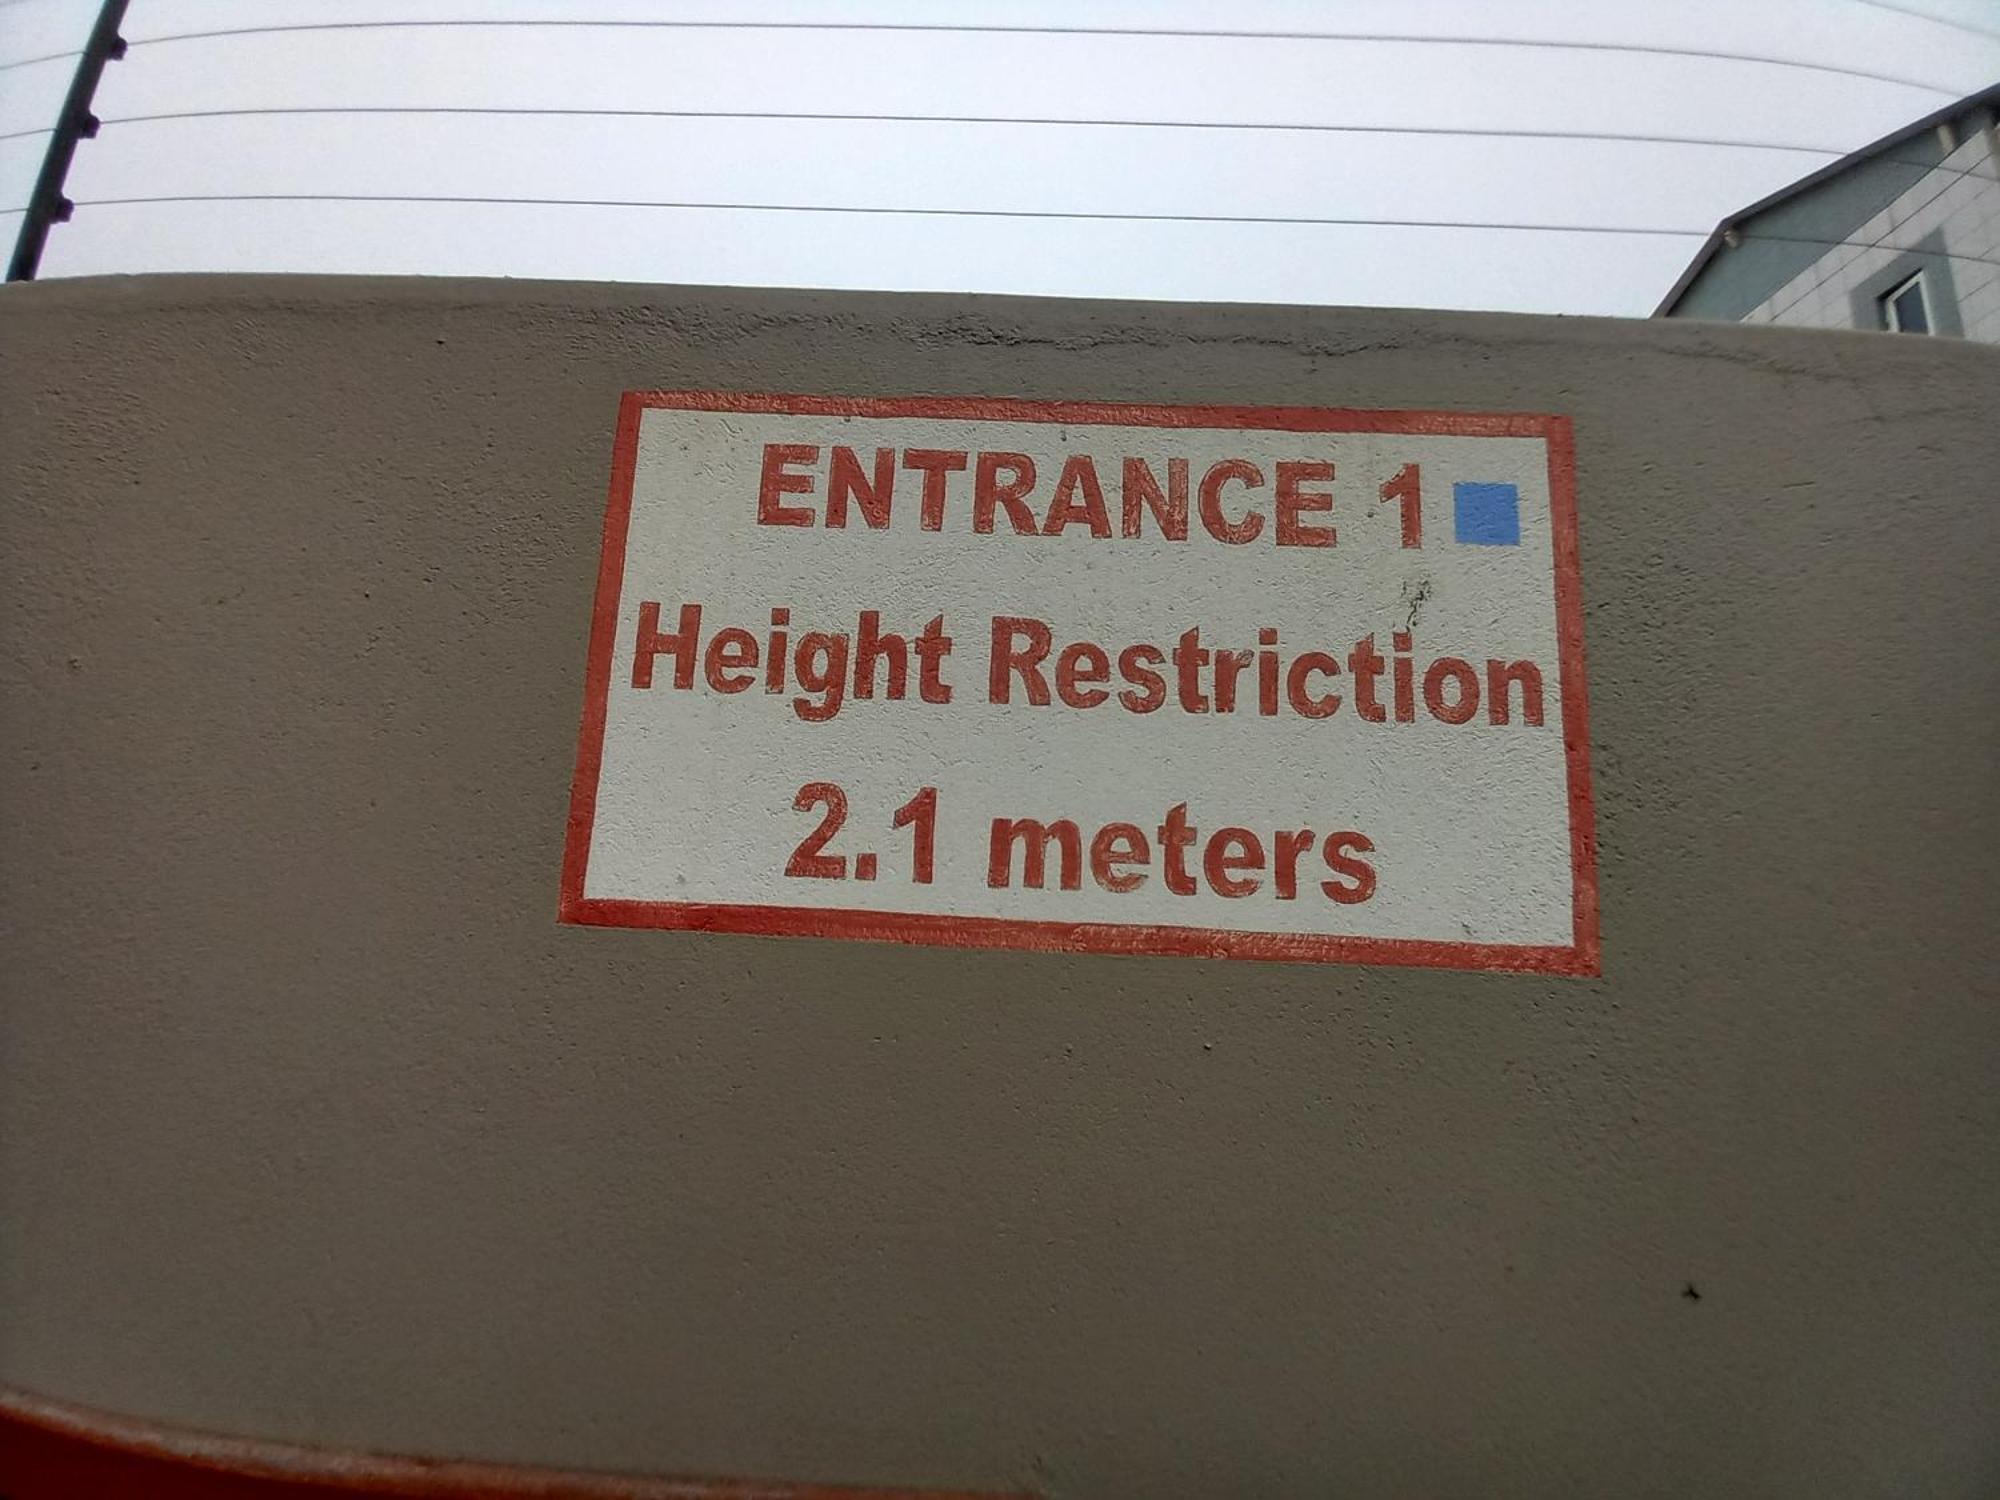 ENTRANCE 1
Height Restriction
2.1 meters